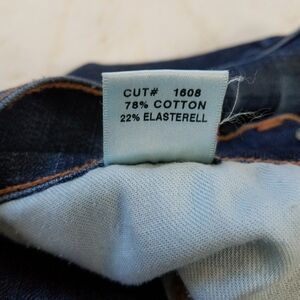 CUT# 1608
78% COTTON
22% ELASTERELL